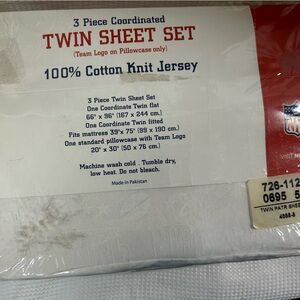 3 Piece Coordinated
TWIN SHEET SET
(Team Logo on Pillowcase only)
100% Cotton Knit Jersey
3 Piece Twin Sheet Set
One Coordinate Twin flat
66" x 96" (167 x 244 cm.)
One Coordinate Twin fitted
Fits mattress 39"x 75" (99 x 190 cm.)
One standard pillowcase with Team Logo
20" x 30" (50 x 76 cm.)
Machine wash cold. Tumble dry,
low heat. Do not bleach.
Made in Pakistan
726-112
0695 5
TWIN PATR SHEE